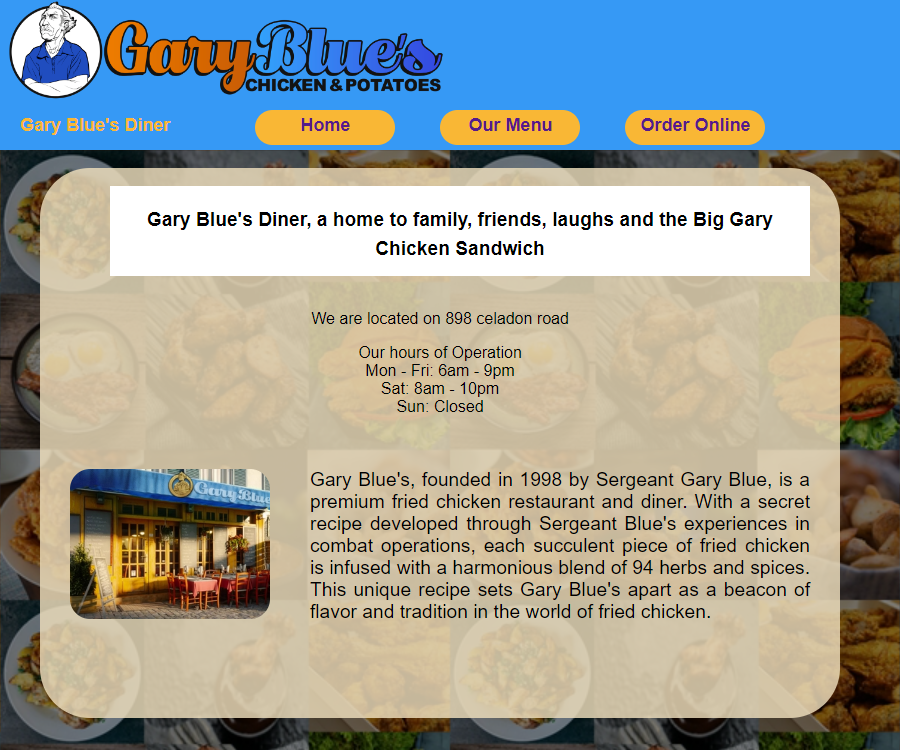 Gary Blue's
CHICKEN & POTATOES
Gary Blue's Diner
Home
Our Menu
Order Online
Gary Blue's Diner, a home to family, friends, laughs and the Big Gary
Chicken Sandwich
We are located on 898 celadon road
Our hours of Operation
Mon - Fri: 6am - 9pm
Sat: 8am - 10pm
Sun: Closed
Gary Blue
Gary Blue's, founded in 1998 by Sergeant Gary Blue, is a
premium fried chicken restaurant and diner. With a secret
recipe developed through Sergeant Blue's experiences in
combat operations, each succulent piece of fried chicken
is infused with a harmonious blend of 94 herbs and spices.
This unique recipe sets Gary Blue's apart as a beacon of
flavor and tradition in the world of fried chicken.